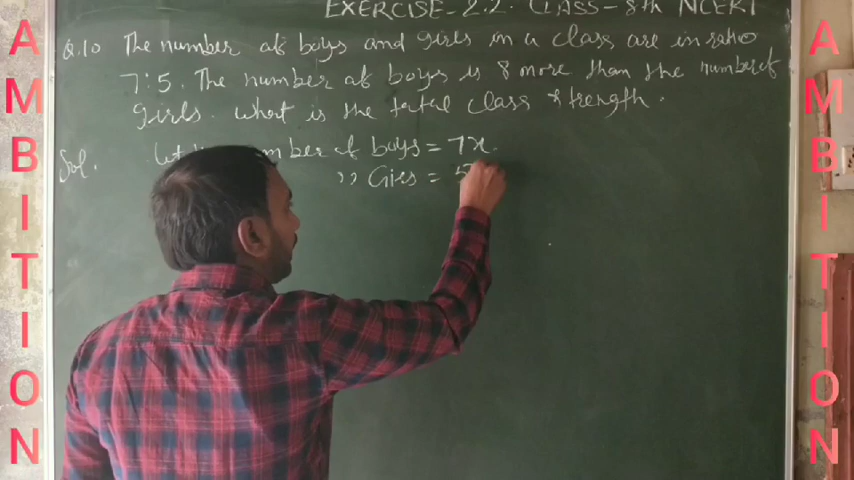 EXERCISE-2.2. CLASS-8th NCERT
Q.10 The number of boys and girls in a class are in ratio
7:5. The number of boys is 8 more than the number of
girls. What is the total class strength.
Sol. boys = 7x.
,, Girls =
AMBITION
AMBITION